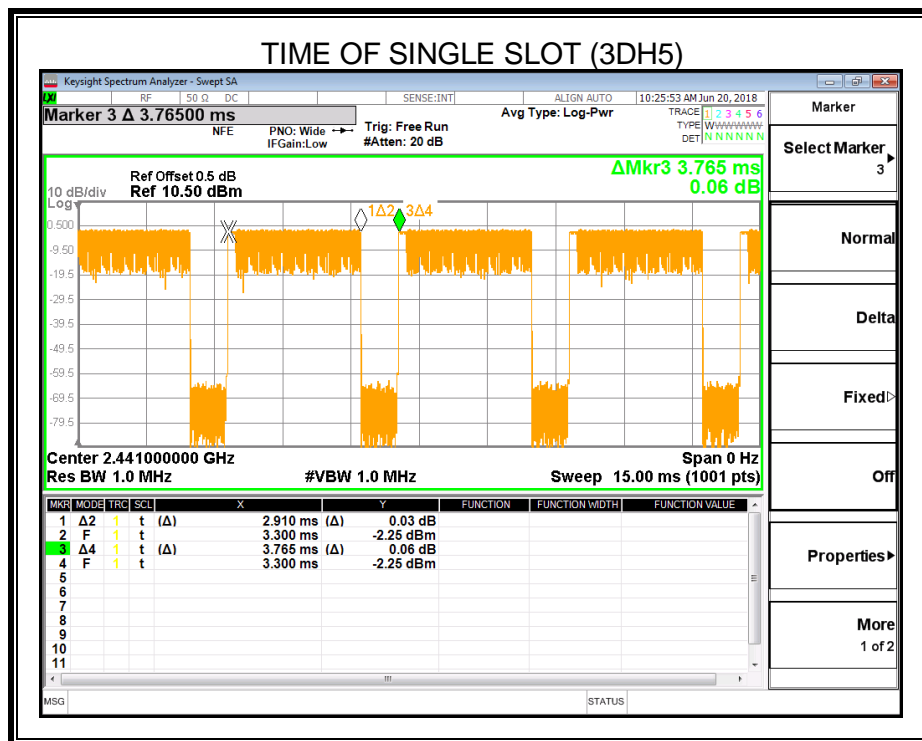 TIME OF SINGLE SLOT (3DH5)
Keysight Spectrum Analyzer - Swept SA
LXI RF 50 Ω DC SENSE:INT ALIGN AUTO 10:25:53 AM Jun 20, 2018
Marker 3 Δ 3.76500 ms
NFE
PNO: Wide
IFGain:Low
Trig: Free Run
#Atten: 20 dB
Avg Type: Log-Pwr
TRACE 1 2 3 4 5 6
TYPE WWWWWW
DET N N N N N N
ΔMkr3 3.765 ms
0.06 dB
Ref Offset 0.5 dB
10 dB/div Ref 10.50 dBm
Log
1Δ2 3Δ4
0.500
-9.50
-19.5
-29.5
-39.5
-49.5
-59.5
-69.5
-79.5
Center 2.441000000 GHz Span 0 Hz
Res BW 1.0 MHz #VBW 1.0 MHz Sweep 15.00 ms (1001 pts)
MKR MODE TRC SCL X Y FUNCTION FUNCTION WIDTH FUNCTION VALUE
1 Δ2 1 t (Δ) 2.910 ms (Δ) 0.03 dB
2 F 1 t 3.300 ms -2.25 dBm
3 Δ4 1 t (Δ) 3.765 ms (Δ) 0.06 dB
4 F 1 t 3.300 ms -2.25 dBm
5
6
7
8
9
10
11
MSG STATUS
Marker
Select Marker
3
Normal
Delta
Fixed
Off
Properties
More
1 of 2